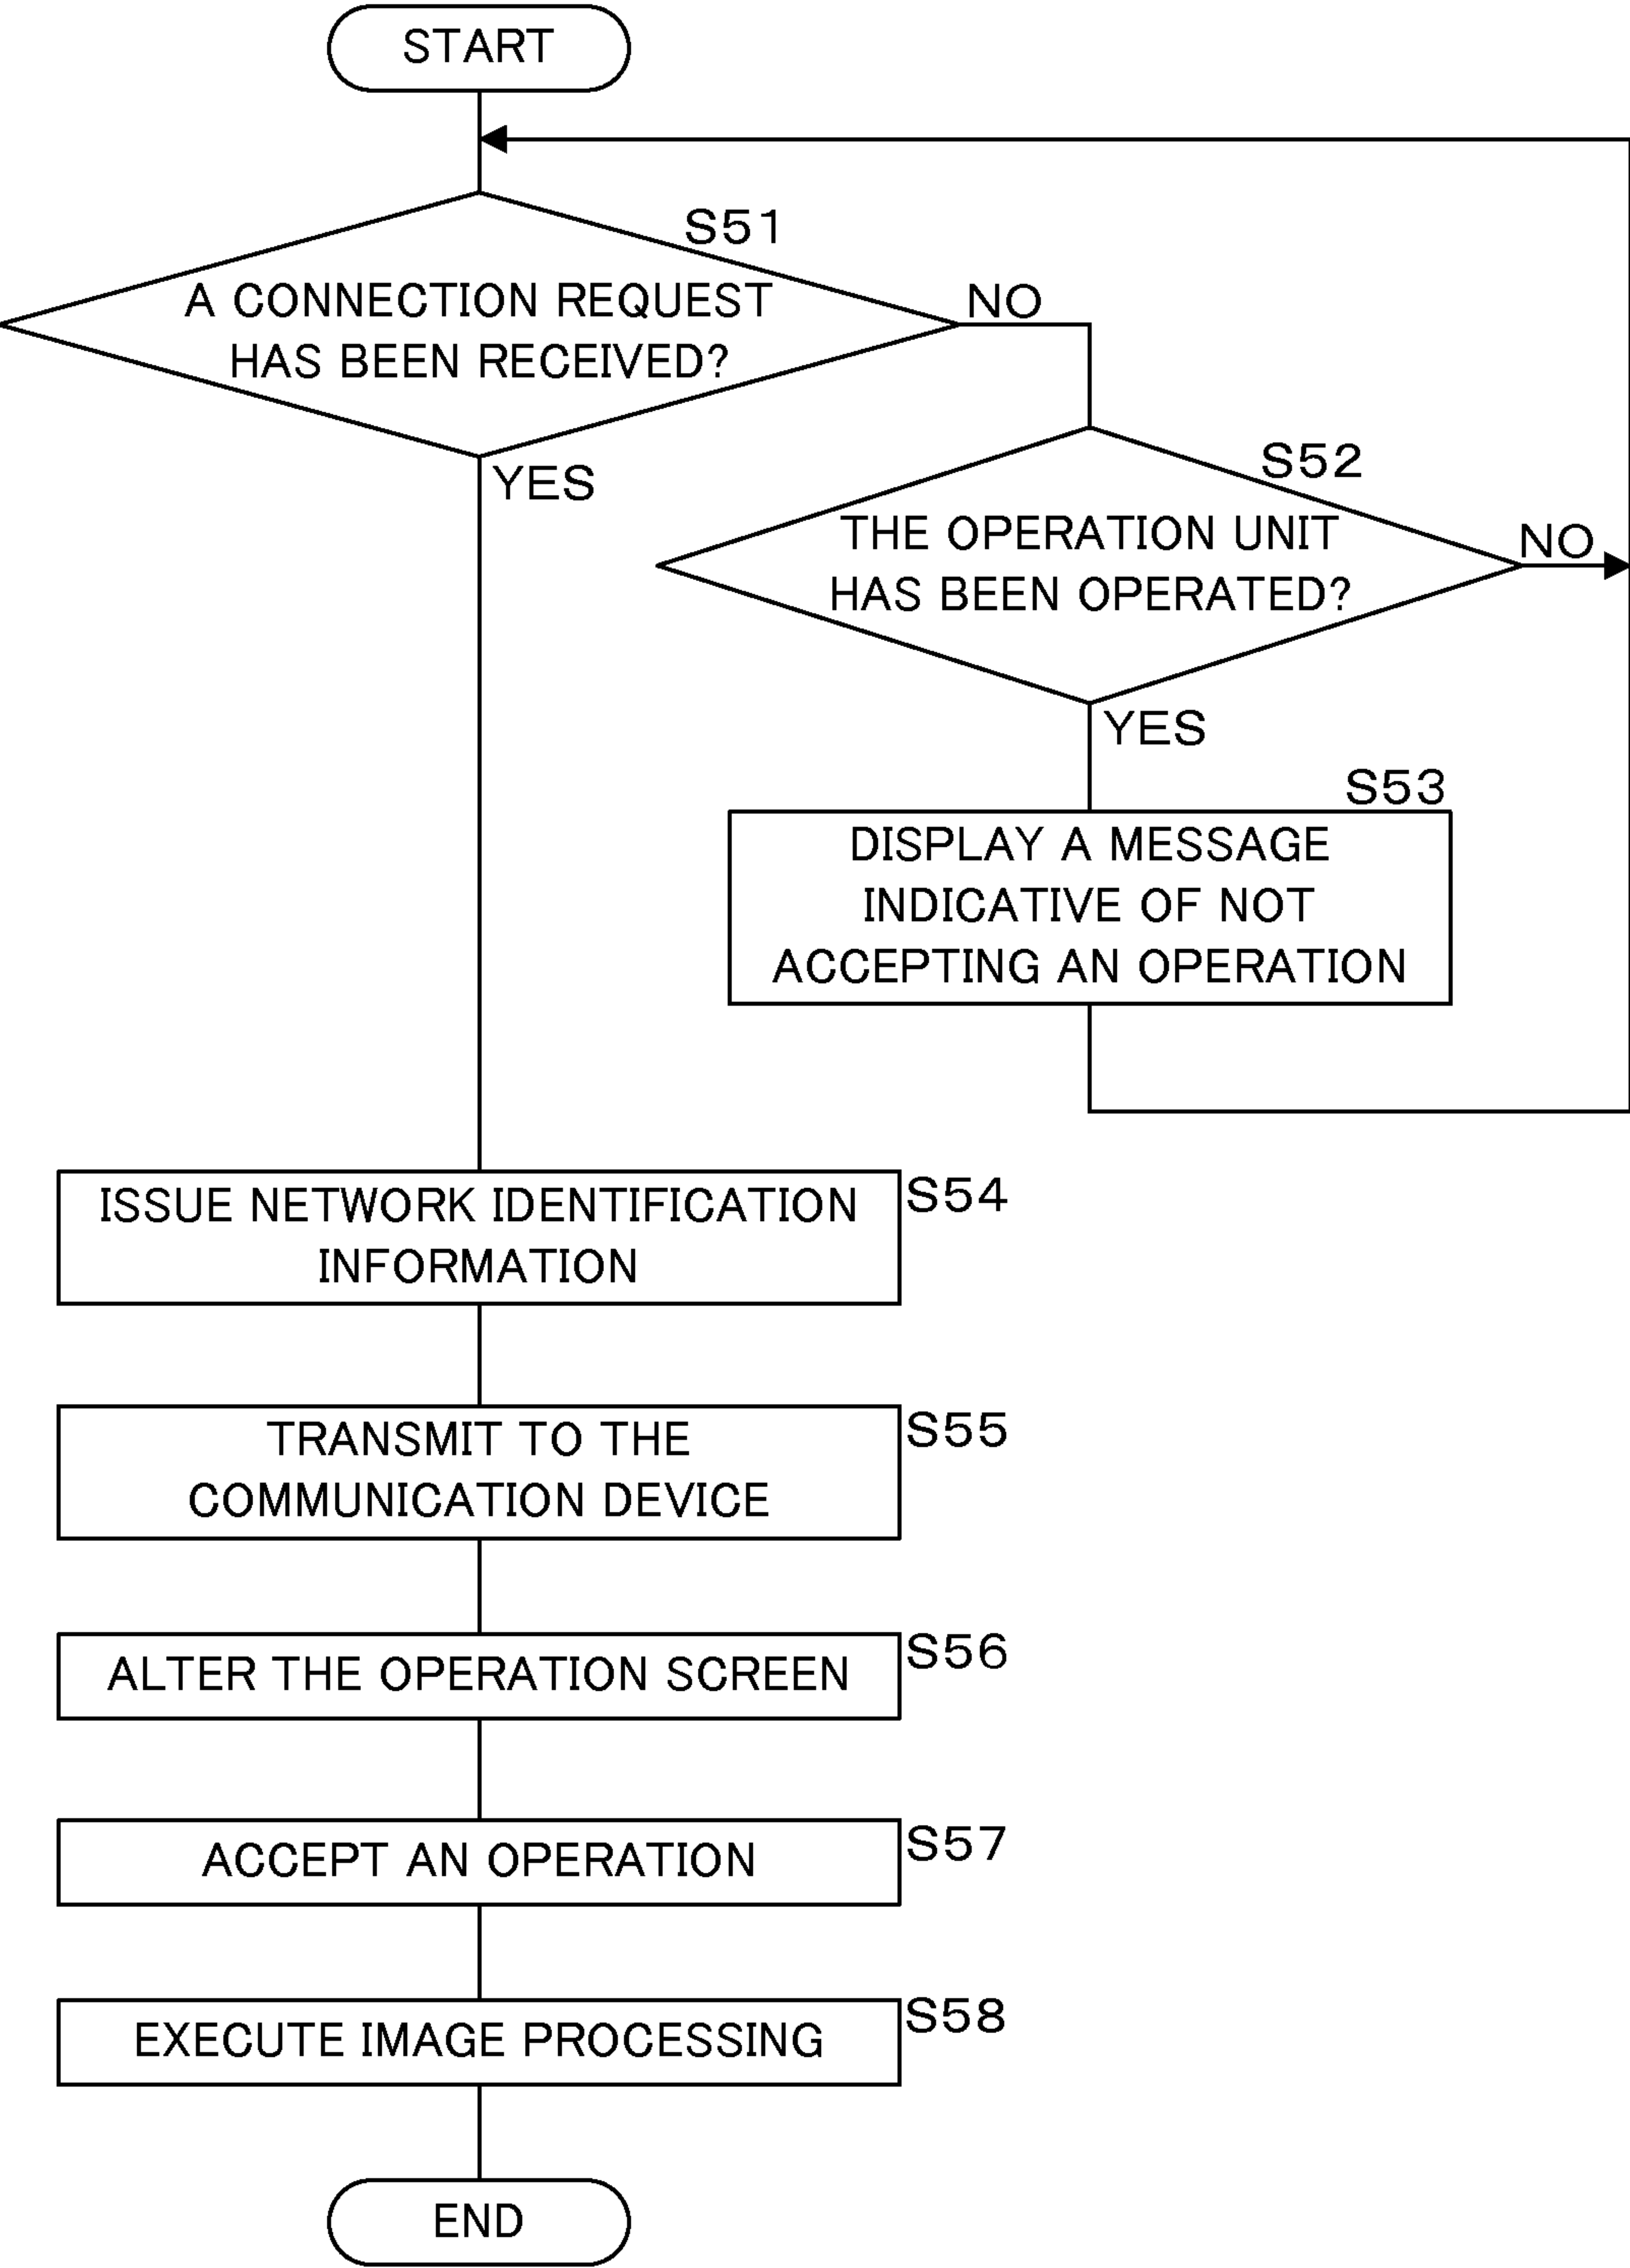 START
S51
A CONNECTION REQUEST
HAS BEEN RECEIVED?
NO
YES
S52
THE OPERATION UNIT
HAS BEEN OPERATED?
NO
YES
S53
DISPLAY A MESSAGE
INDICATIVE OF NOT
ACCEPTING AN OPERATION
ISSUE NETWORK IDENTIFICATION
INFORMATION
S54
TRANSMIT TO THE
COMMUNICATION DEVICE
S55
ALTER THE OPERATION SCREEN
S56
ACCEPT AN OPERATION
S57
EXECUTE IMAGE PROCESSING
S58
END